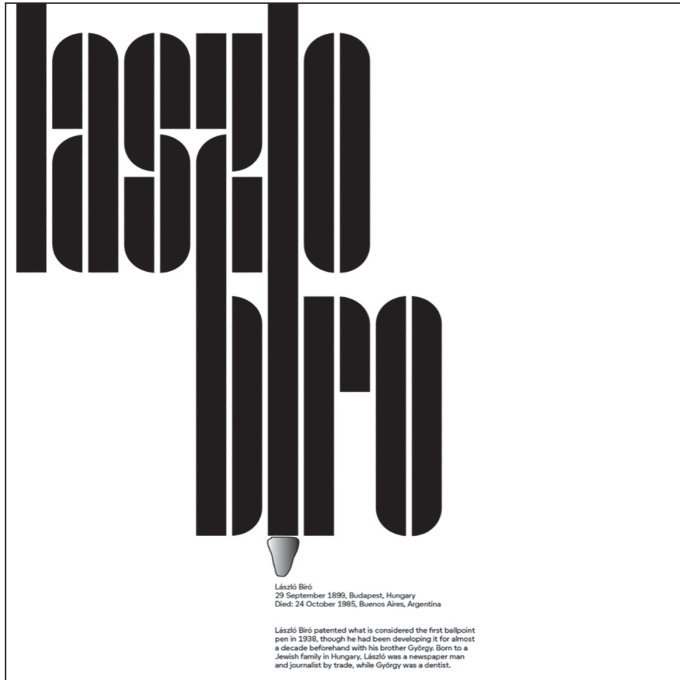 laszlo
biro
László Bíró
29 September 1899, Budapest, Hungary
Died: 24 October 1985, Buenos Aires, Argentina
László Bíró patented what is considered the first ballpoint
pen in 1938, though he had been developing it for almost
a decade beforehand with his brother György. Born to a
Jewish family in Hungary, László was a newspaper man
and journalist by trade, while György was a dentist.